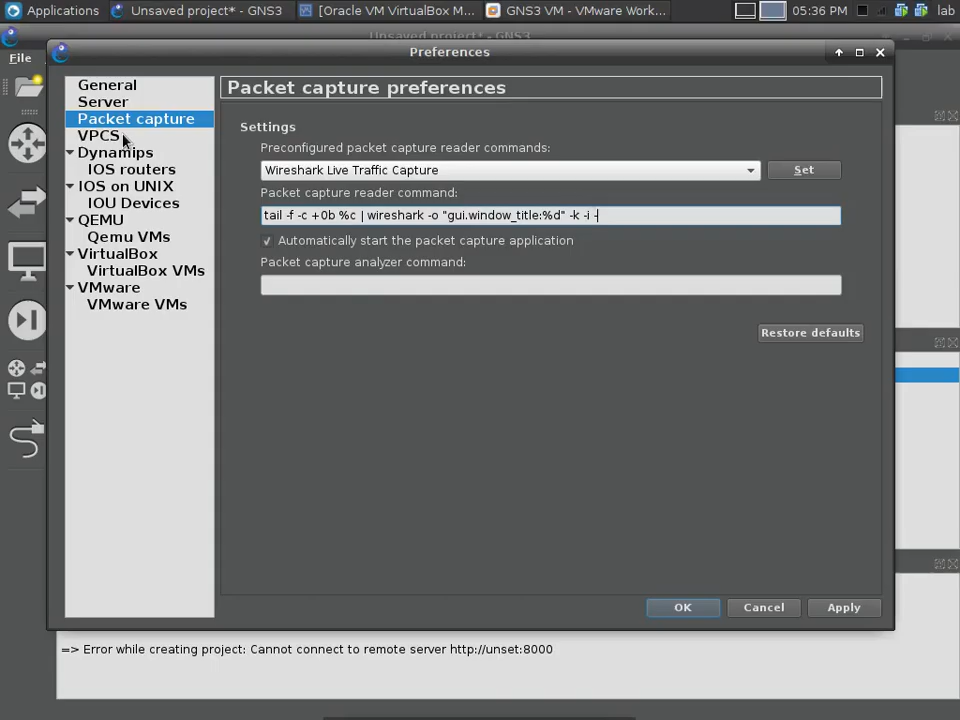 Applications
Unsaved project* - GNS3
[Oracle VM VirtualBox M...
GNS3 VM - VMware Work...
05:36 PM
lab
Unsaved project* - GNS3
File
Preferences
General
Server
Packet capture
VPCS
Dynamips
IOS routers
IOS on UNIX
IOU Devices
QEMU
Qemu VMs
VirtualBox
VirtualBox VMs
VMware
VMware VMs
Packet capture preferences
Settings
Preconfigured packet capture reader commands:
Wireshark Live Traffic Capture
Set
Packet capture reader command:
tail -f -c +0b %c | wireshark -o "gui.window_title:%d" -k -i -
Automatically start the packet capture application
Packet capture analyzer command:
Restore defaults
OK
Cancel
Apply
=> Error while creating project: Cannot connect to remote server http://unset:8000